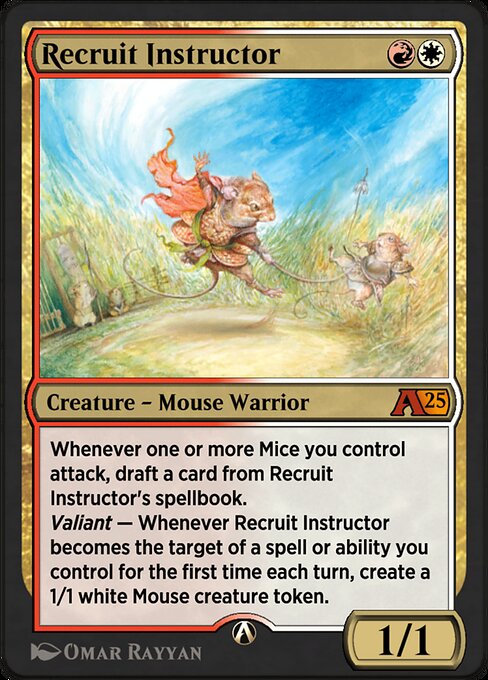 Recruit Instructor
Creature – Mouse Warrior
A25
Whenever one or more Mice you control
attack, draft a card from Recruit
Instructor's spellbook.
Valiant — Whenever Recruit Instructor
becomes the target of a spell or ability you
control for the first time each turn, create a
1/1 white Mouse creature token.
1/1
Omar Rayyan